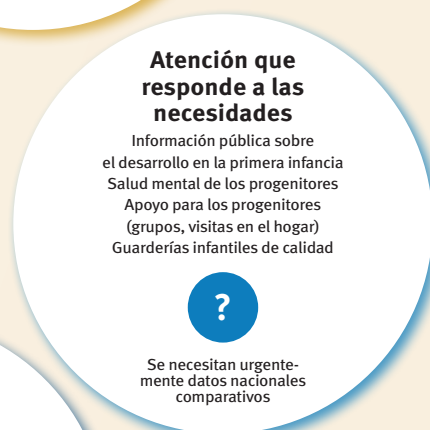 Atención que
responde a las
necesidades
Información pública sobre
el desarrollo en la primera infancia
Salud mental de los progenitores
Apoyo para los progenitores
(grupos, visitas en el hogar)
Guarderías infantiles de calidad
?
Se necesitan urgente-
mente datos nacionales
comparativos